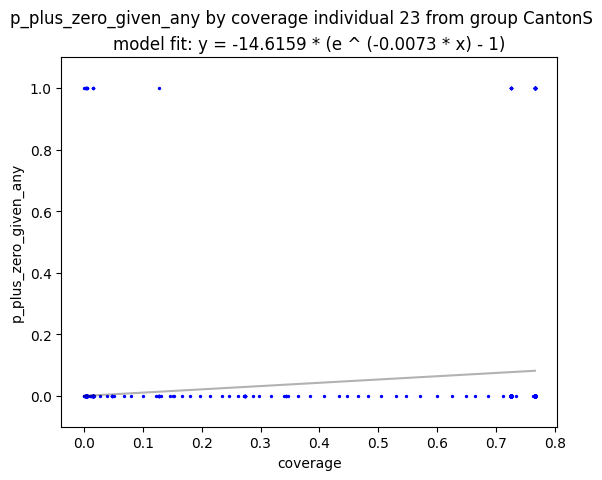 p_plus_zero_given_any by coverage individual 23 from group CantonS
model fit: y = -14.6159 * (e ^ (-0.0073 * x) - 1)
1.0
0.8
0.6
0.4
0.2
0.0
p_plus_zero_given_any
0.0 0.1 0.2 0.3 0.4 0.5 0.6 0.7 0.8
coverage